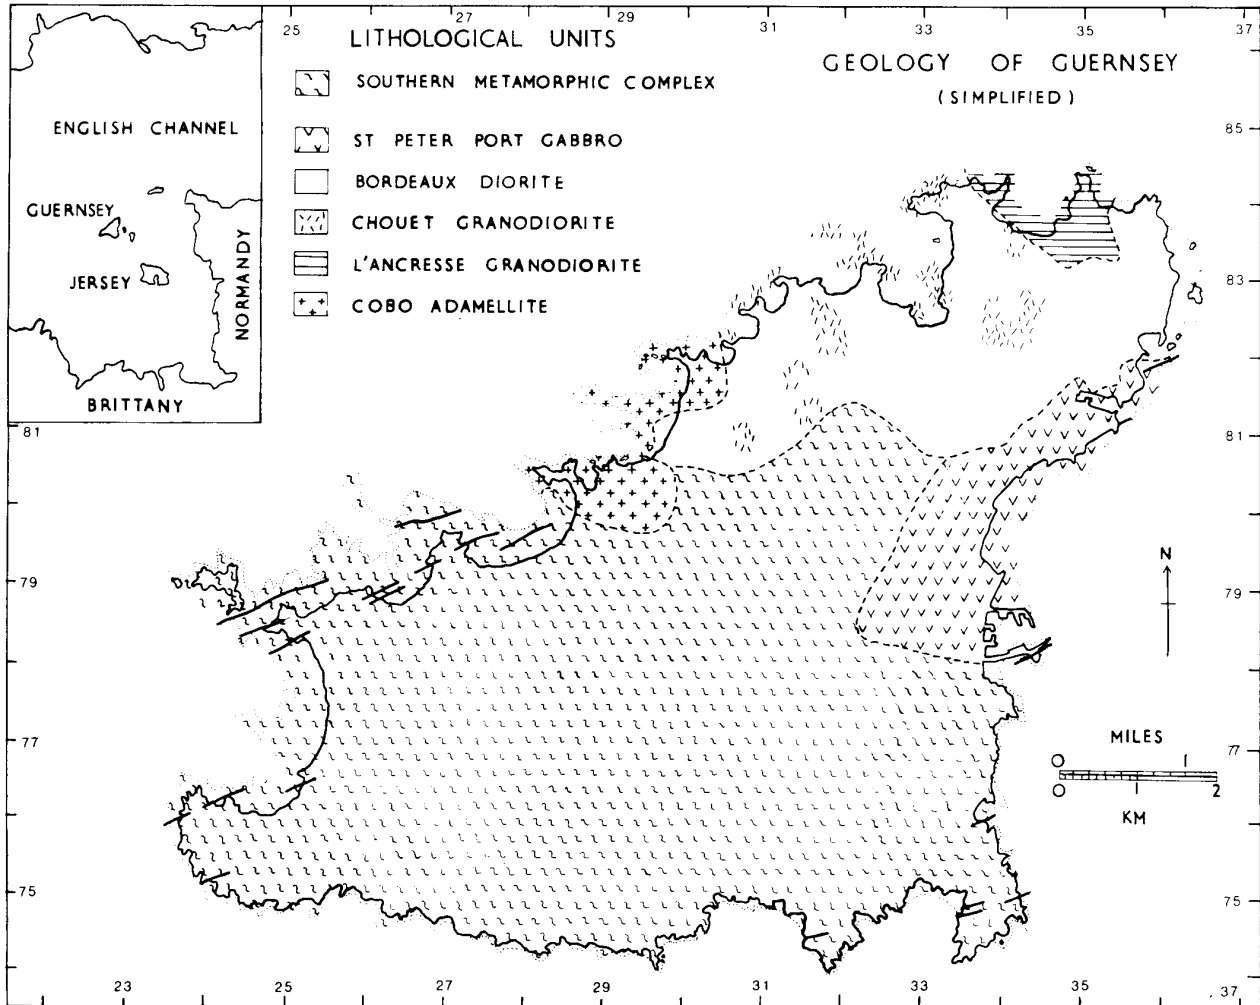 25
27
29
31
33
35
37
LITHOLOGICAL UNITS
SOUTHERN METAMORPHIC COMPLEX
ST PETER PORT GABBRO
BORDEAUX DIORITE
CHOUET GRANODIORITE
L'ANCRESSE GRANODIORITE
COBO ADAMELLITE
GEOLOGY OF GUERNSEY
(SIMPLIFIED)
ENGLISH CHANNEL
GUERNSEY
JERSEY
NORMANDY
BRITTANY
85
83
81
81
79
79
N
77
77
MILES
0 1
0 2
KM
75
75
23
25
27
29
31
33
35
37